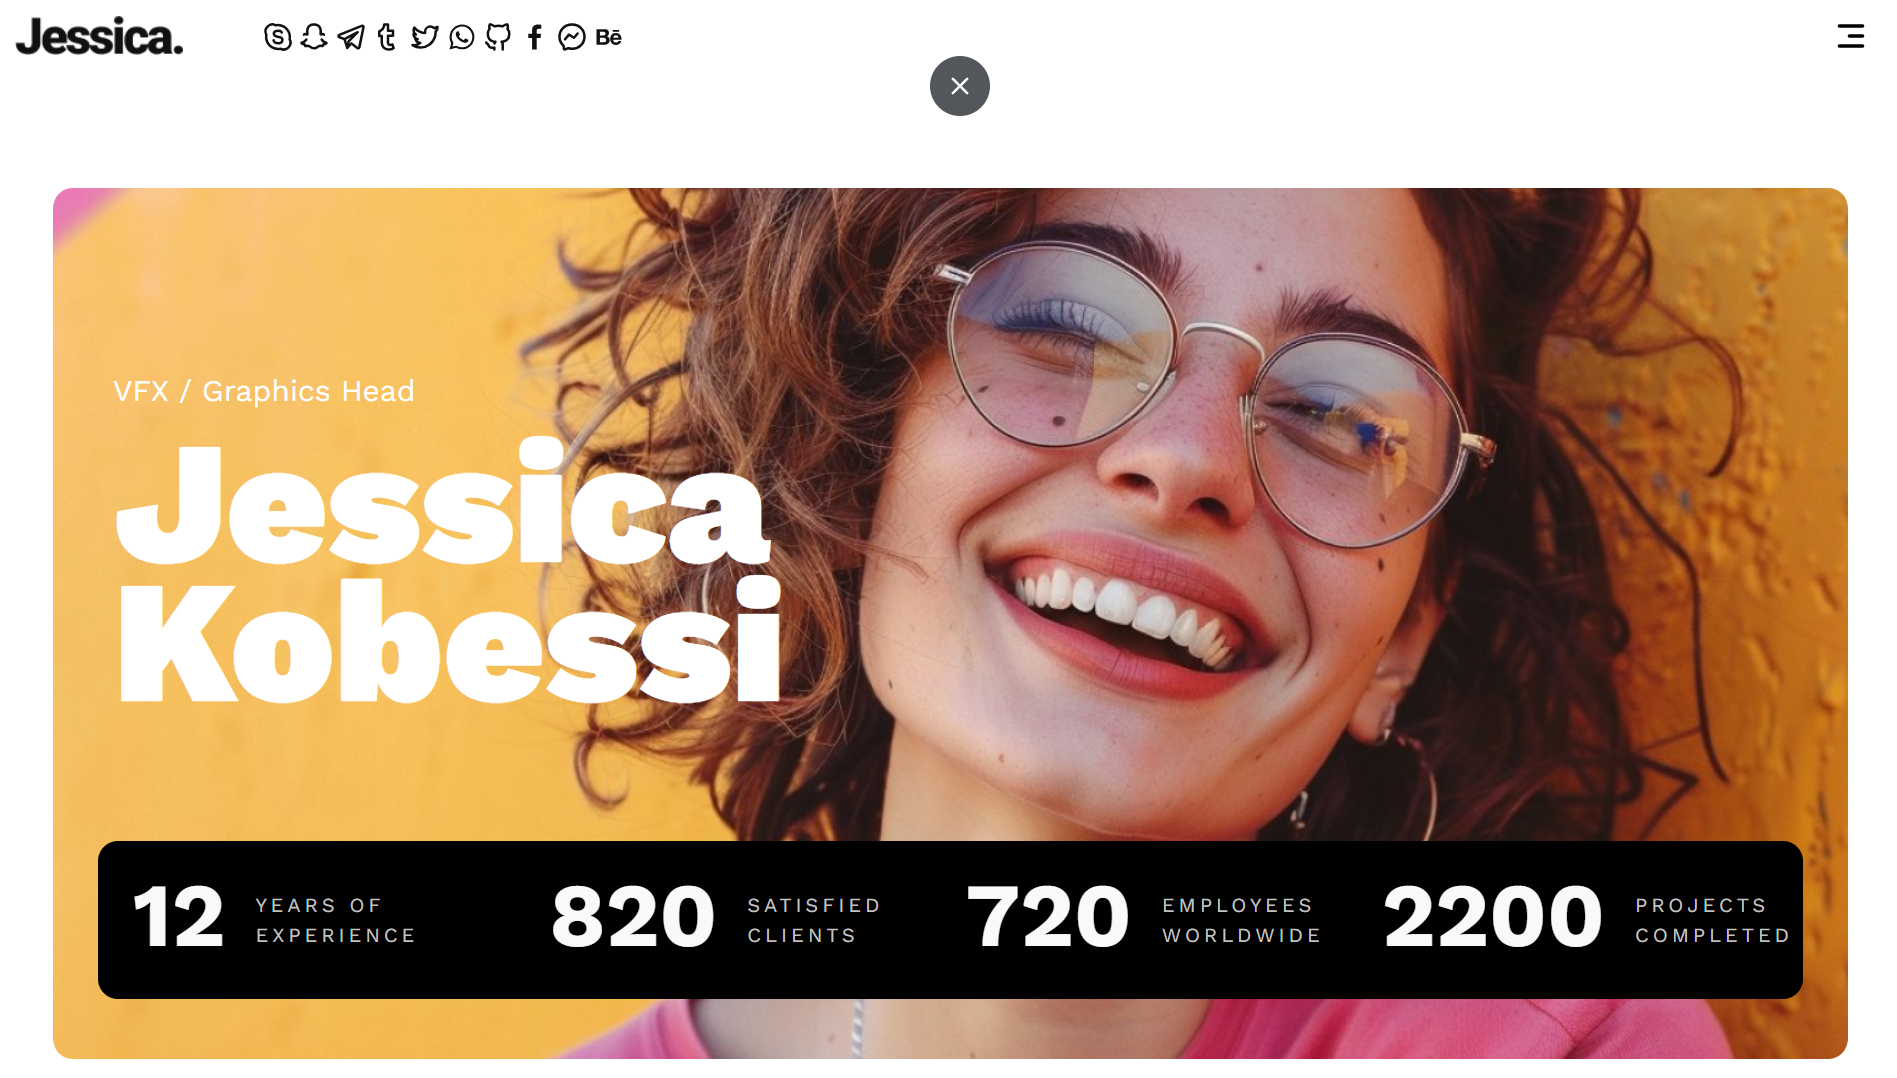 Jessica.
Bē
VFX / Graphics Head
Jessica
Kobessi
12 YEARS OF
EXPERIENCE
820 SATISFIED
CLIENTS
720 EMPLOYEES
WORLDWIDE
2200 PROJECTS
COMPLETED